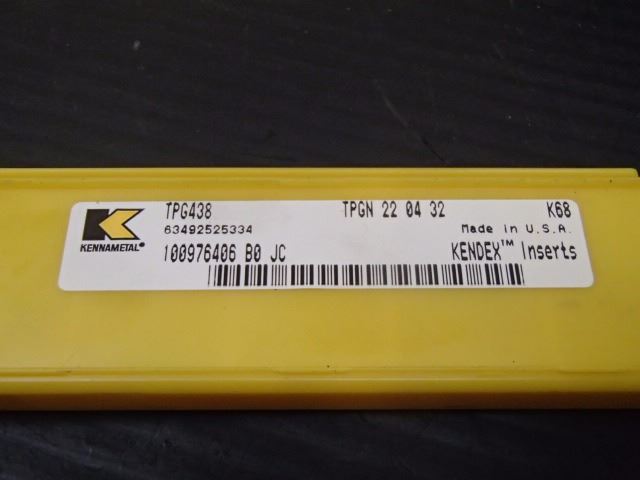 TPG438 TPGN 22 04 32 K68
63492525334 Made in U.S.A.
100976406 B0 JC KENDEX™ Inserts
KENNAMETAL®